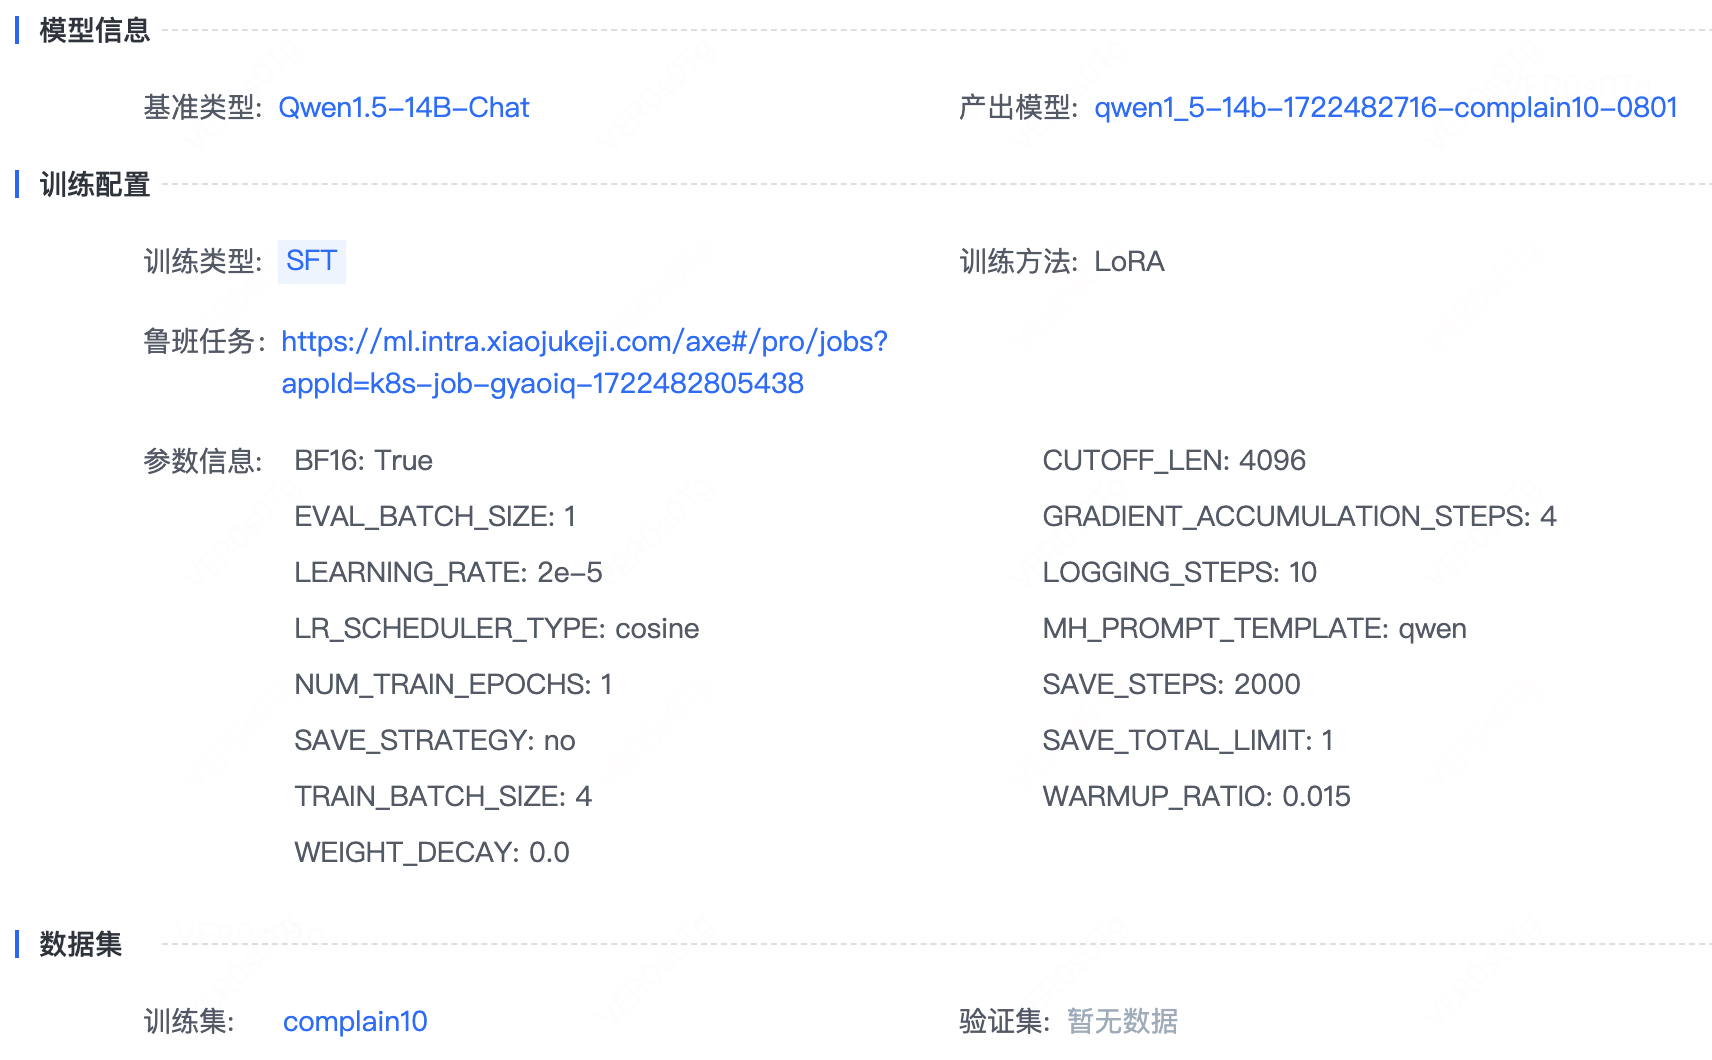 模型信息
基准类型: Qwen1.5-14B-Chat
产出模型: qwen1_5-14b-1722482716-complain10-0801
训练配置
训练类型: SFT
训练方法: LoRA
鲁班任务: https://ml.intra.xiaojukeji.com/axe#/pro/jobs?
appId=k8s-job-gyaoiq-1722482805438
参数信息: BF16: True
CUTOFF_LEN: 4096
EVAL_BATCH_SIZE: 1
GRADIENT_ACCUMULATION_STEPS: 4
LEARNING_RATE: 2e-5
LOGGING_STEPS: 10
LR_SCHEDULER_TYPE: cosine
MH_PROMPT_TEMPLATE: qwen
NUM_TRAIN_EPOCHS: 1
SAVE_STEPS: 2000
SAVE_STRATEGY: no
SAVE_TOTAL_LIMIT: 1
TRAIN_BATCH_SIZE: 4
WARMUP_RATIO: 0.015
WEIGHT_DECAY: 0.0
数据集
训练集: complain10
验证集: 暂无数据